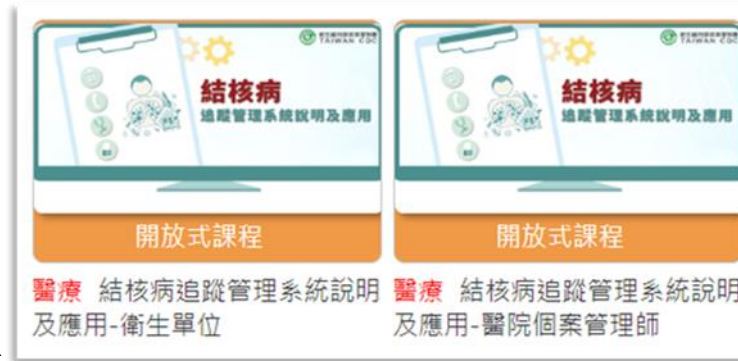 TAIWAN CDC
結核病
追蹤管理系統說明及應用
開放式課程
醫療 結核病追蹤管理系統說明
及應用-衛生單位
TAIWAN CDC
結核病
追蹤管理系統說明及應用
開放式課程
醫療 結核病追蹤管理系統說明
及應用-醫院個案管理師